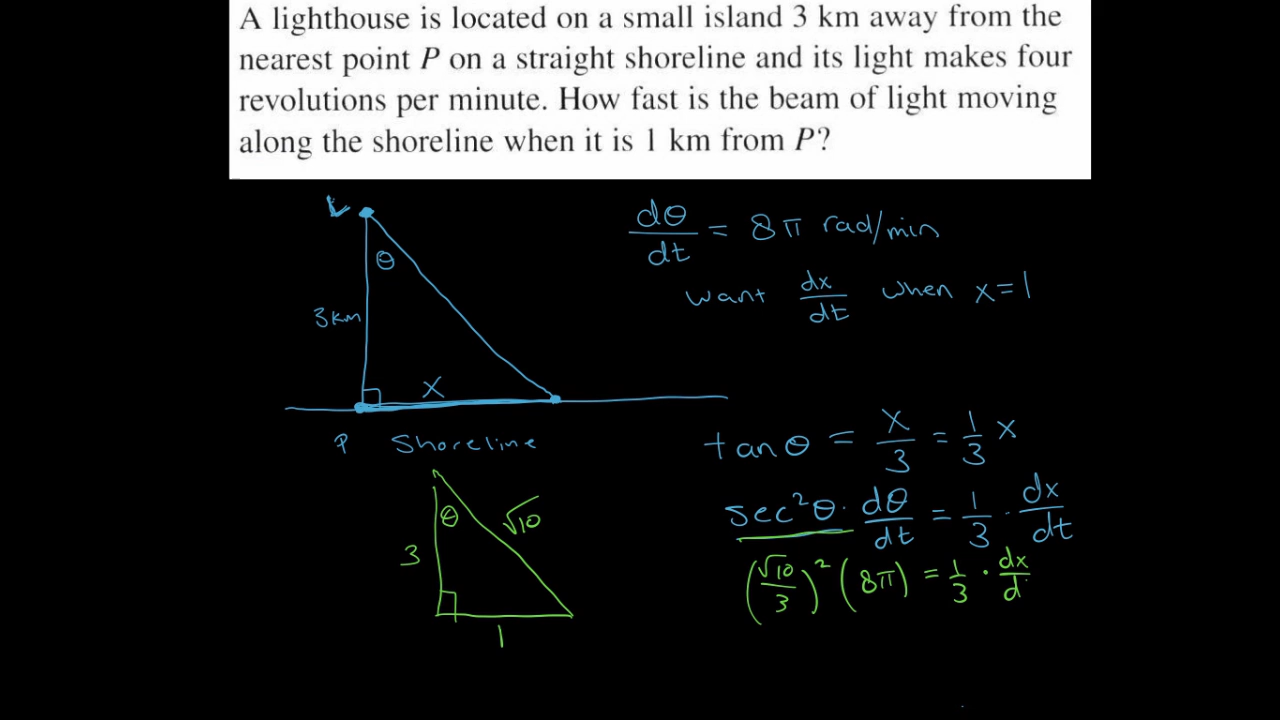 A lighthouse is located on a small island 3 km away from the
nearest point P on a straight shoreline and its light makes four
revolutions per minute. How fast is the beam of light moving
along the shoreline when it is 1 km from P?
L
θ
3km
x
P Shoreline
dθ/dt = 8π rad/min
want dx/dt when x=1
tanθ = x/3 = 1/3 x
sec²θ · dθ/dt = 1/3 · dx/dt
(√10/3)² (8π) = 1/3 · dx/d
θ
√10
3
1